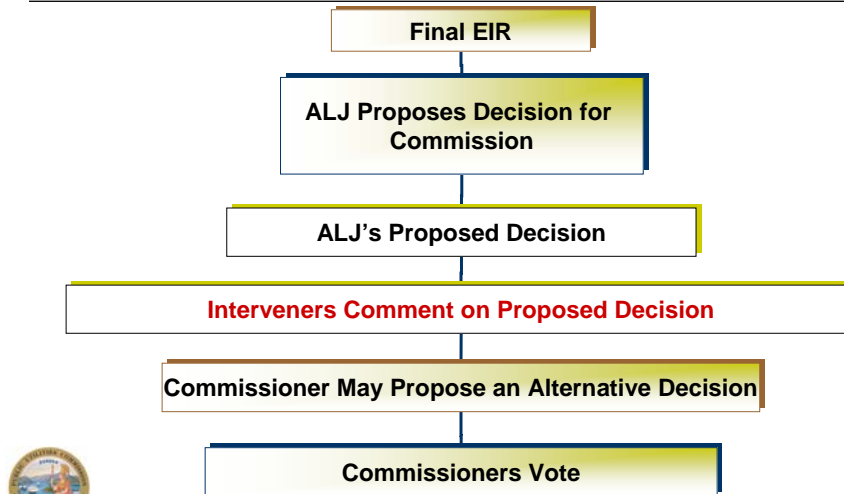 Final EIR
ALJ Proposes Decision for
Commission
ALJ's Proposed Decision
Interveners Comment on Proposed Decision
Commissioner May Propose an Alternative Decision
Commissioners Vote